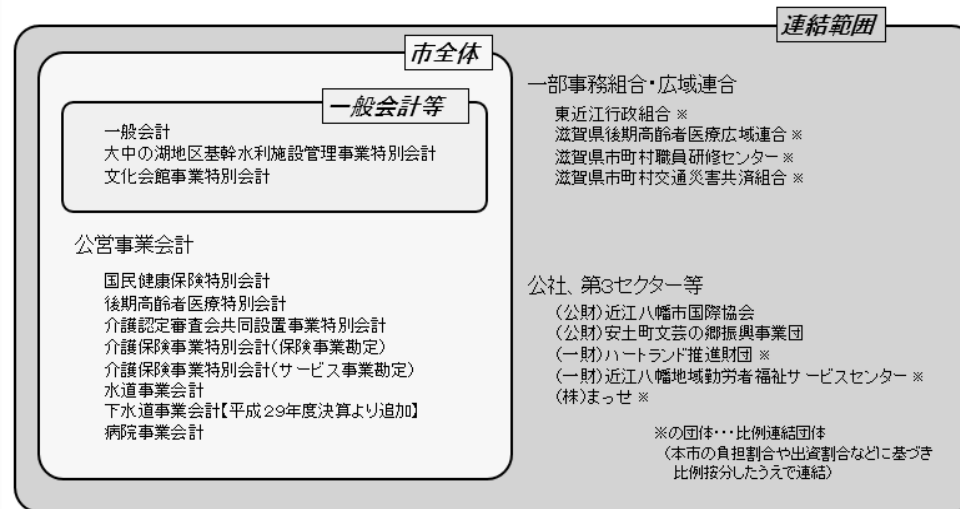 連結範囲
市全体
一般会計等
一般会計
大中の湖地区基幹水利施設管理事業特別会計
文化会館事業特別会計
公営事業会計
国民健康保険特別会計
後期高齢者医療特別会計
介護認定審査会共同設置事業特別会計
介護保険事業特別会計(保険事業勘定)
介護保険事業特別会計(サービス事業勘定)
水道事業会計
下水道事業会計【平成29年度決算より追加】
病院事業会計
一部事務組合・広域連合
東近江行政組合 ※
滋賀県後期高齢者医療広域連合 ※
滋賀県市町村職員研修センター ※
滋賀県市町村交通災害共済組合 ※
公社、第3セクター等
(公財)近江八幡市国際協会
(公財)安土町文芸の郷振興事業団
(一財)ハートランド推進財団 ※
(一財)近江八幡地域勤労者福祉サービスセンター ※
(株)まっせ ※
※の団体・・・比例連結団体
(本市の負担割合や出資割合などに基づき
比例按分したうえで連結)